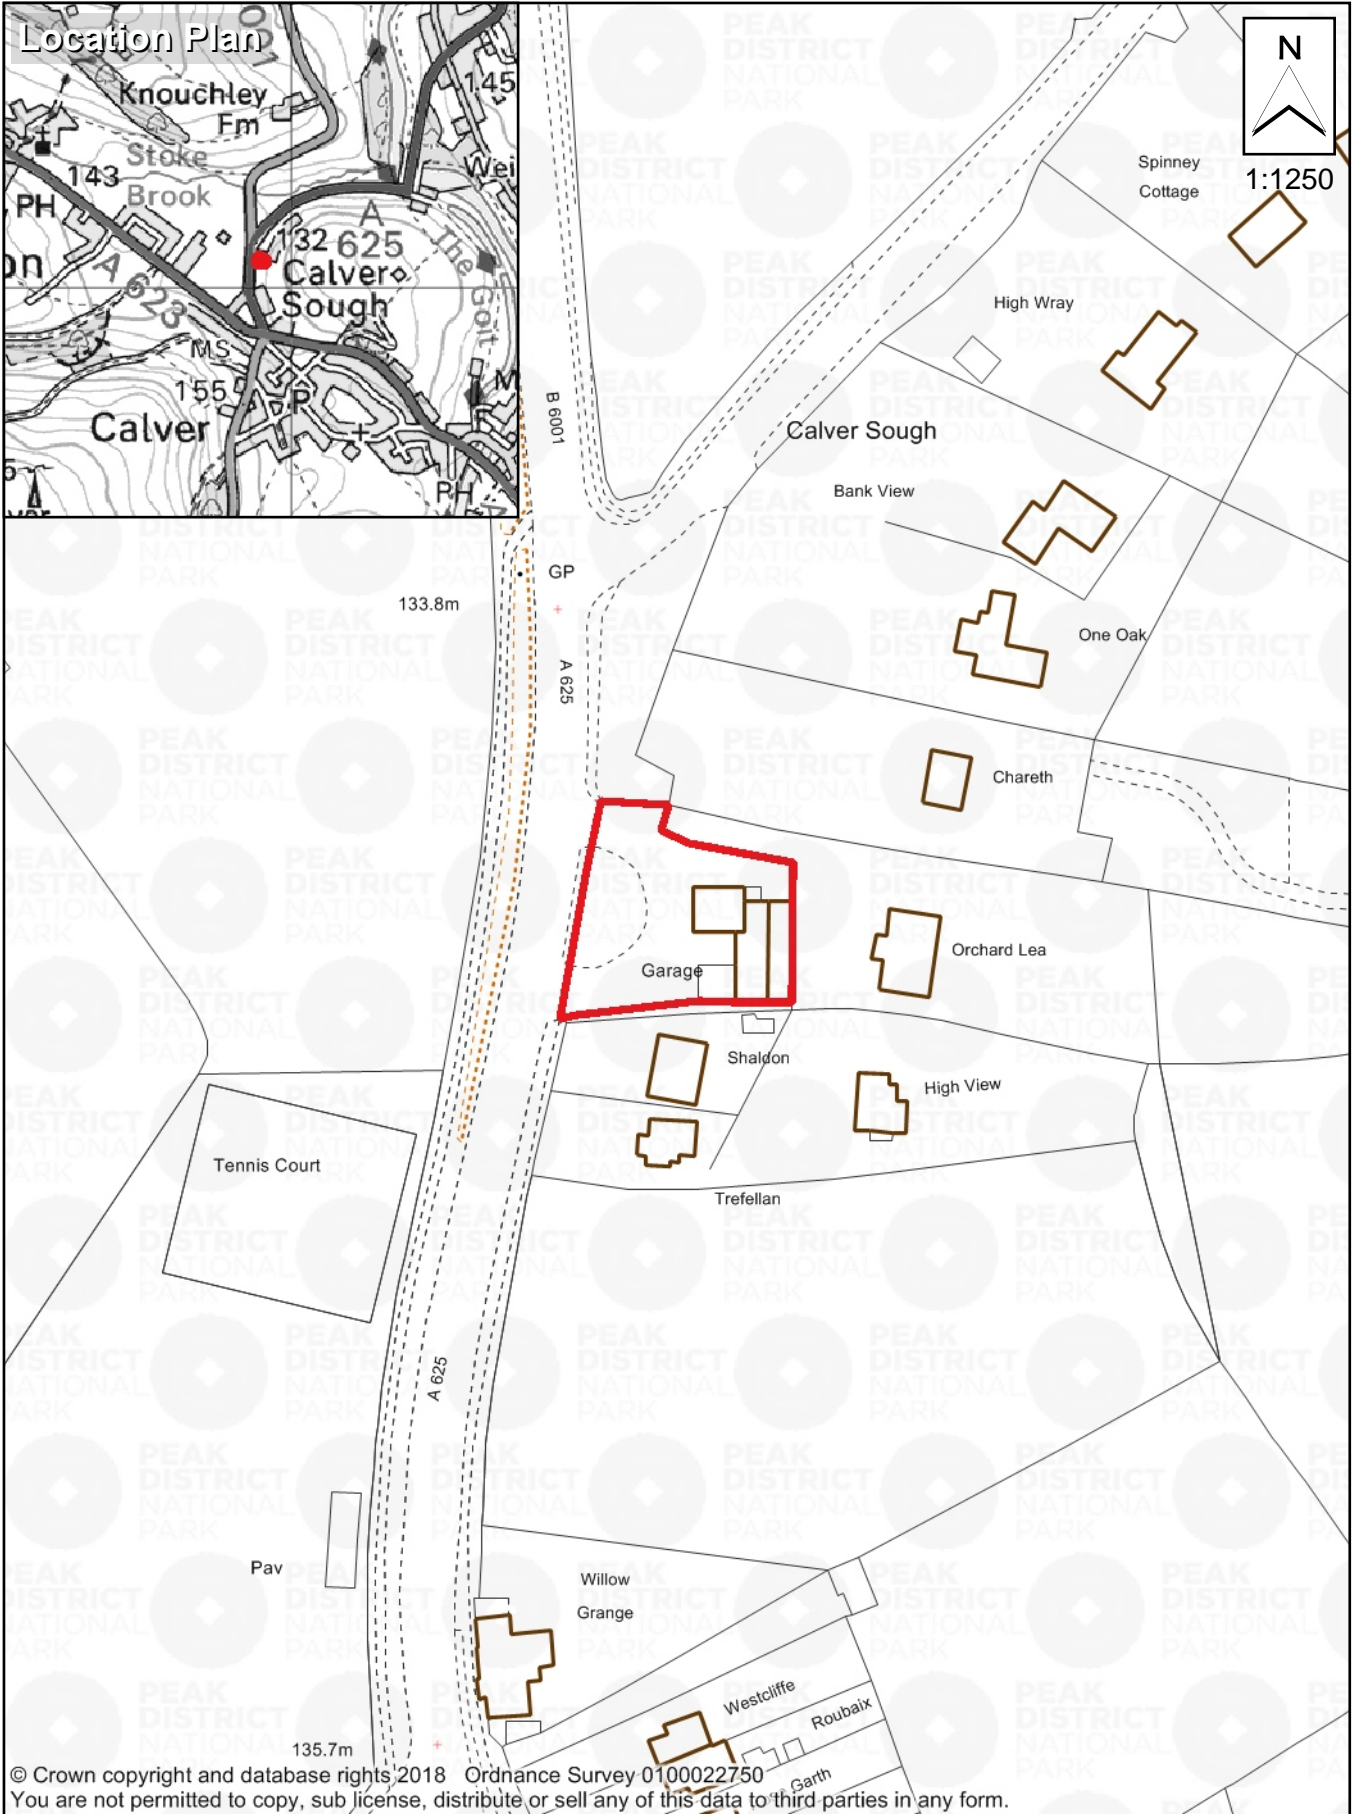 Location Plan
Knouchley
Fm
Stoke
Brook
143
PH
145
Wei
132
A
625
Calver
Sough
The
Goit
A 623
MS
155
P
Calver
PH
N
1:1250
Spinney
Cottage
High Wray
B 6001
Calver Sough
Bank View
GP
133.8m
One Oak
A 625
Chareth
Orchard Lea
Garage
Shaldon
High View
Tennis Court
Trefellan
A 625
Pav
Willow
Grange
Westcliffe
Roubaix
Garth
135.7m
© Crown copyright and database rights 2018 Ordnance Survey 0100022750
You are not permitted to copy, sub license, distribute or sell any of this data to third parties in any form.
PEAK
DISTRICT
NATIONAL
PARK